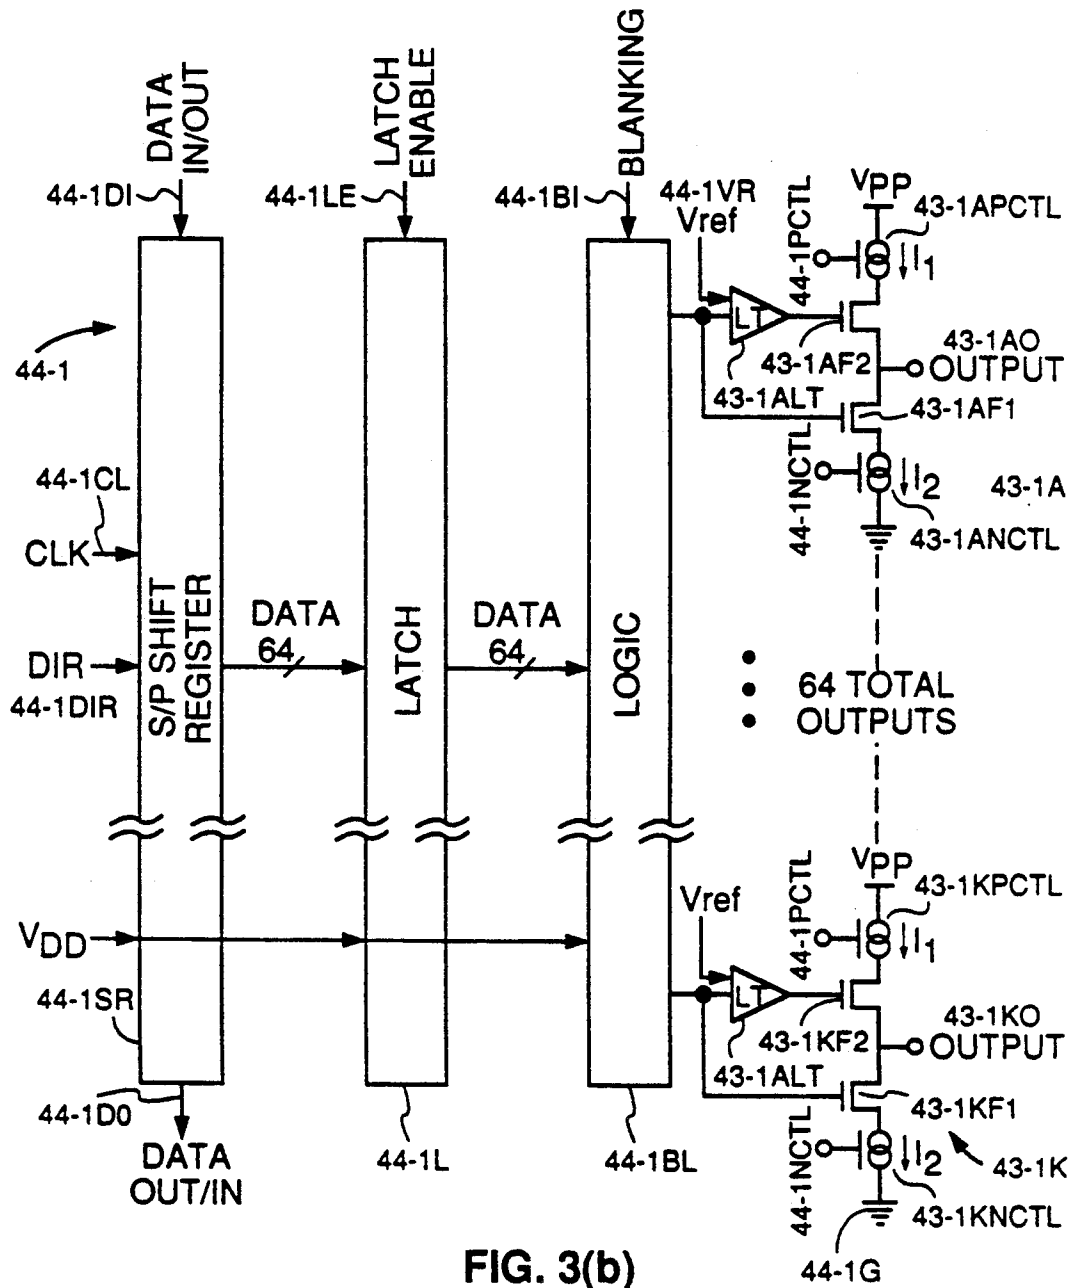 DATA
IN/OUT
LATCH
ENABLE
BLANKING
44-1DI
44-1LE
44-1BI
44-1VR
Vref
44-1PCTL
VPP
43-1APCTL
I1
LT
44-1
43-1AF2
43-1AO
OUTPUT
43-1ALT
43-1AF1
44-1NCTL
I2
43-1A
43-1ANCTL
44-1CL
CLK
DIR
44-1DIR
S/P SHIFT
REGISTER
DATA
64
LATCH
DATA
64
LOGIC
64 TOTAL
OUTPUTS
VPP
44-1PCTL
43-1KPCTL
Vref
I1
VDD
LT
44-1SR
43-1KF2
43-1KO
OUTPUT
43-1ALT
43-1KF1
44-1D0
DATA
OUT/IN
44-1L
44-1BL
44-1NCTL
I2
43-1K
43-1KNCTL
44-1G
FIG. 3(b)